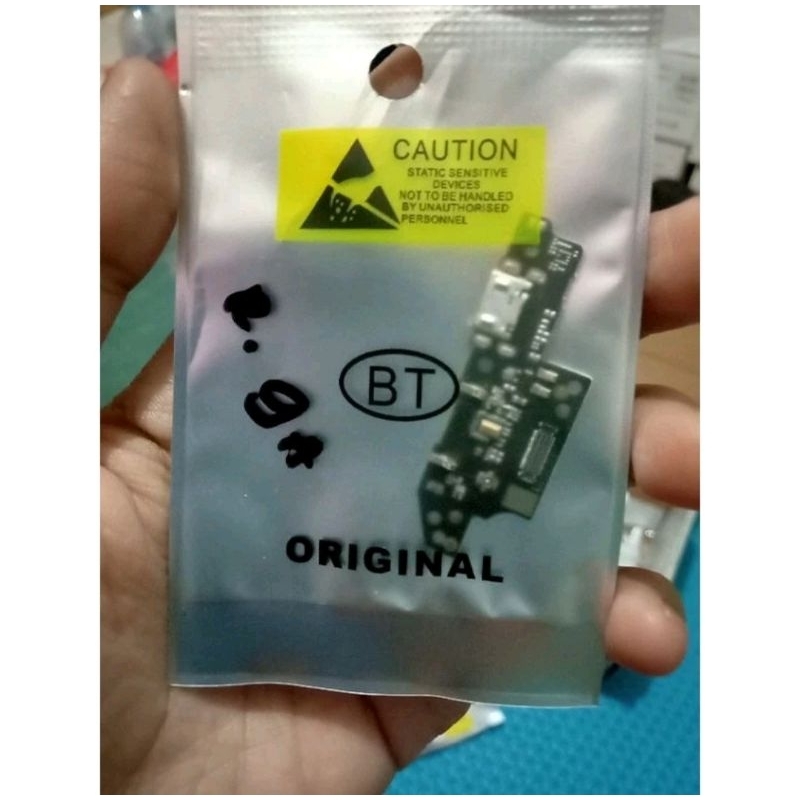 CAUTION
STATIC SENSITIVE
DEVICES
NOT TO BE HANDLED
BY UNAUTHORISED
PERSONNEL
BT
ORIGINAL